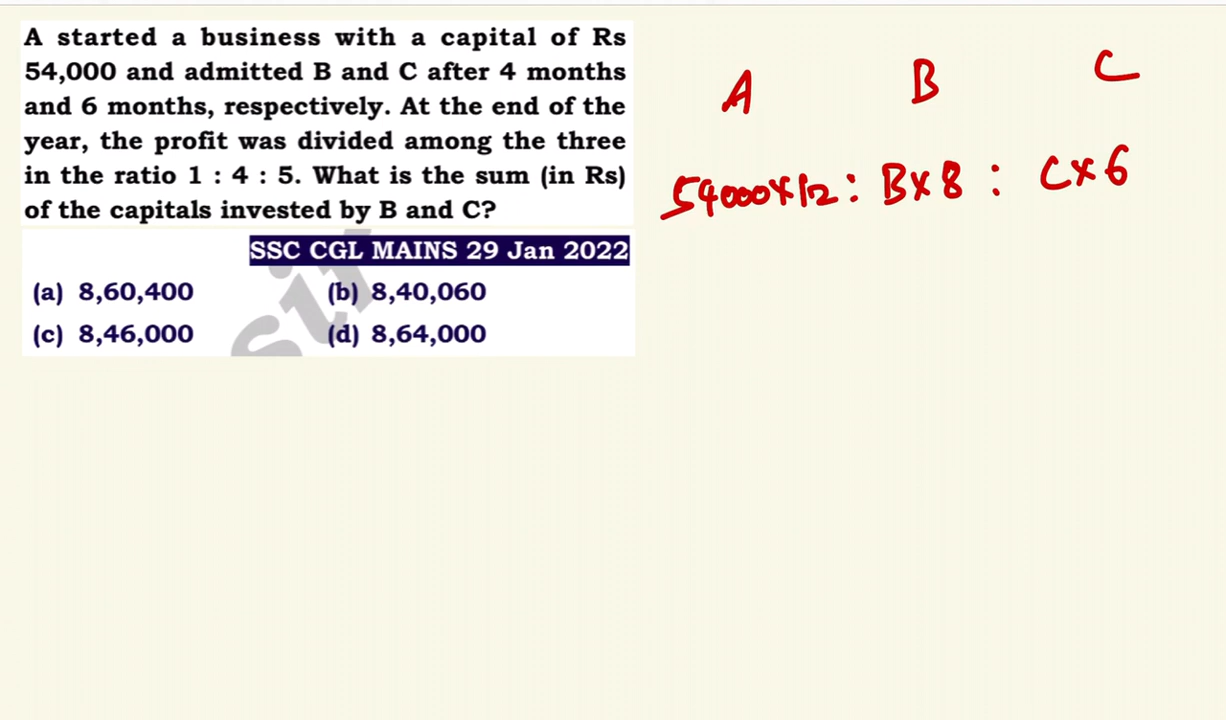 A started a business with a capital of Rs
54,000 and admitted B and C after 4 months
and 6 months, respectively. At the end of the
year, the profit was divided among the three
in the ratio 1 : 4 : 5. What is the sum (in Rs)
of the capitals invested by B and C?
SSC CGL MAINS 29 Jan 2022
(a) 8,60,400 (b) 8,40,060
(c) 8,46,000 (d) 8,64,000
sir
A B C
54000×12 : B×8 : C×6